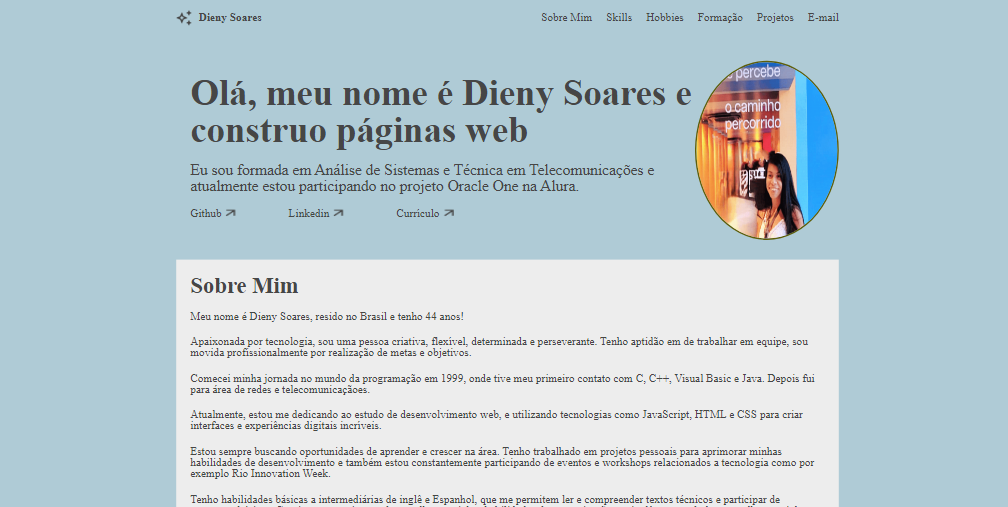 Dieny Soares
Sobre Mim Skills Hobbies Formação Projetos E-mail
Olá, meu nome é Dieny Soares e
construo páginas web
Eu sou formada em Análise de Sistemas e Técnica em Telecomunicações e
atualmente estou participando no projeto Oracle One na Alura.
Github Linkedin Curriculo
percebe
o caminho
percorrido
Sobre Mim
Meu nome é Dieny Soares, resido no Brasil e tenho 44 anos!
Apaixonada por tecnologia, sou uma pessoa criativa, flexivel, determinada e perseverante. Tenho aptidão em de trabalhar em equipe, sou
movida profissionalmente por realização de metas e objetivos.
Comecei minha jornada no mundo da programação em 1999, onde tive meu primeiro contato com C, C++, Visual Basic e Java. Depois fui
para área de redes e telecomunicaçãoes.
Atualmente, estou me dedicando ao estudo de desenvolvimento web, e utilizando tecnologias como JavaScript, HTML e CSS para criar
interfaces e experiências digitais incriveis.
Estou sempre buscando oportunidades de aprender e crescer na área. Tenho trabalhado em projetos pessoais para aprimorar minhas
habilidades de desenvolvimento e também estou constantemente participando de eventos e workshops relacionados a tecnologia como por
exemplo Rio Innovation Week.
Tenho habilidades básicas a intermediárias de inglê e Espanhol, que me permitem ler e compreender textos técnicos e participar de